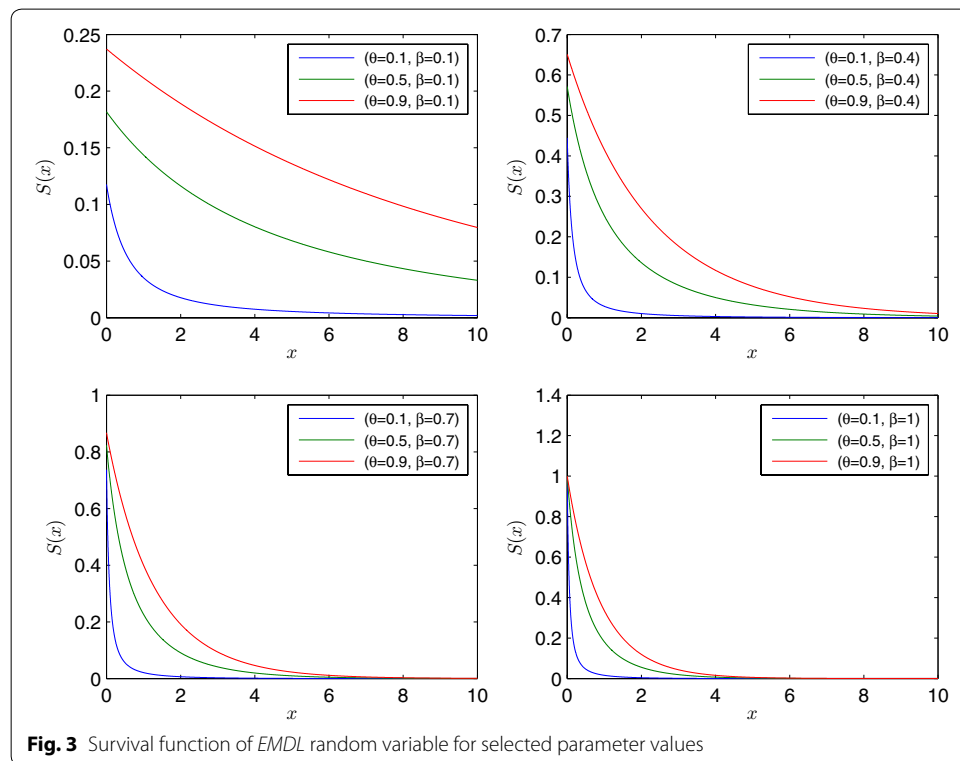 0.25
0.2
0.15
0.1
0.05
0
S(x)
0 2 4 6 8 10
x
(θ=0.1, β=0.1)
(θ=0.5, β=0.1)
(θ=0.9, β=0.1)
0.7
0.6
0.5
0.4
0.3
0.2
0.1
0
S(x)
0 2 4 6 8 10
x
(θ=0.1, β=0.4)
(θ=0.5, β=0.4)
(θ=0.9, β=0.4)
1
0.8
0.6
0.4
0.2
0
S(x)
0 2 4 6 8 10
x
(θ=0.1, β=0.7)
(θ=0.5, β=0.7)
(θ=0.9, β=0.7)
1.4
1.2
1
0.8
0.6
0.4
0.2
0
S(x)
0 2 4 6 8 10
x
(θ=0.1, β=1)
(θ=0.5, β=1)
(θ=0.9, β=1)
Fig. 3 Survival function of EMDL random variable for selected parameter values